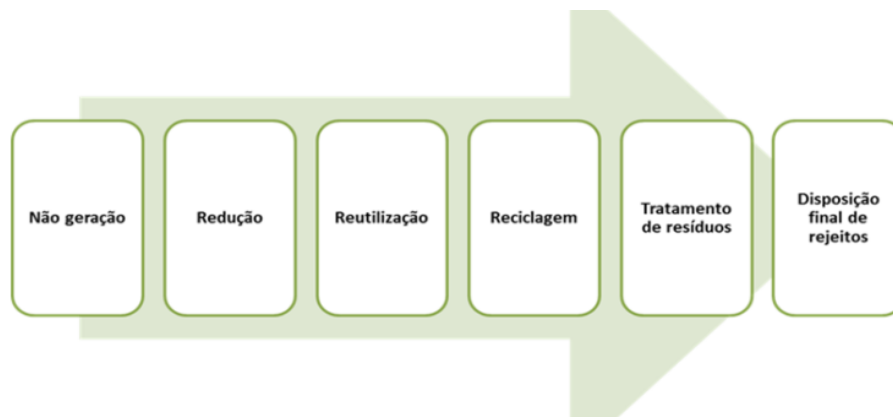 Não geração
Redução
Reutilização
Reciclagem
Tratamento
de resíduos
Disposição
final de
rejeitos